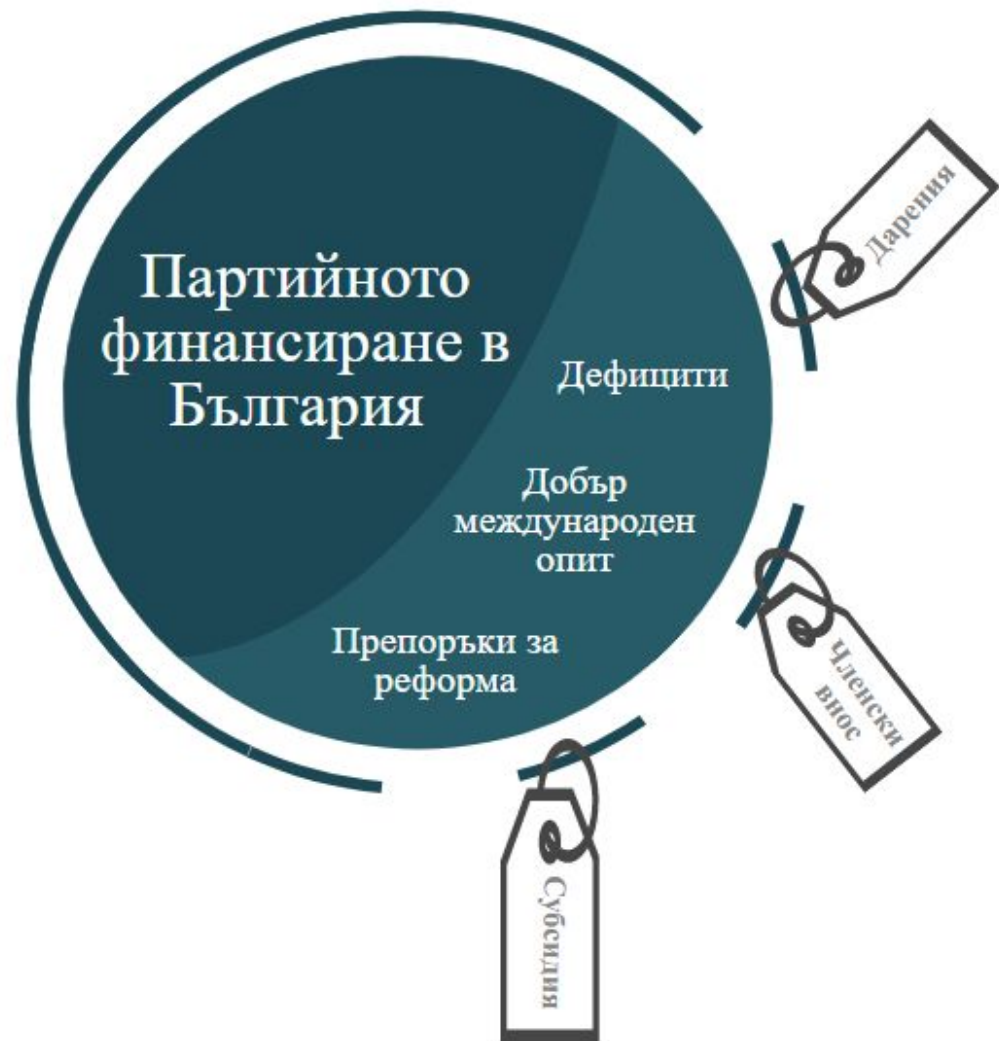 Партийното
финансиране в
България
Дефицити
Добър
международен
опит
Препоръки за
реформа
Дарения
Членски
внос
Субсидия